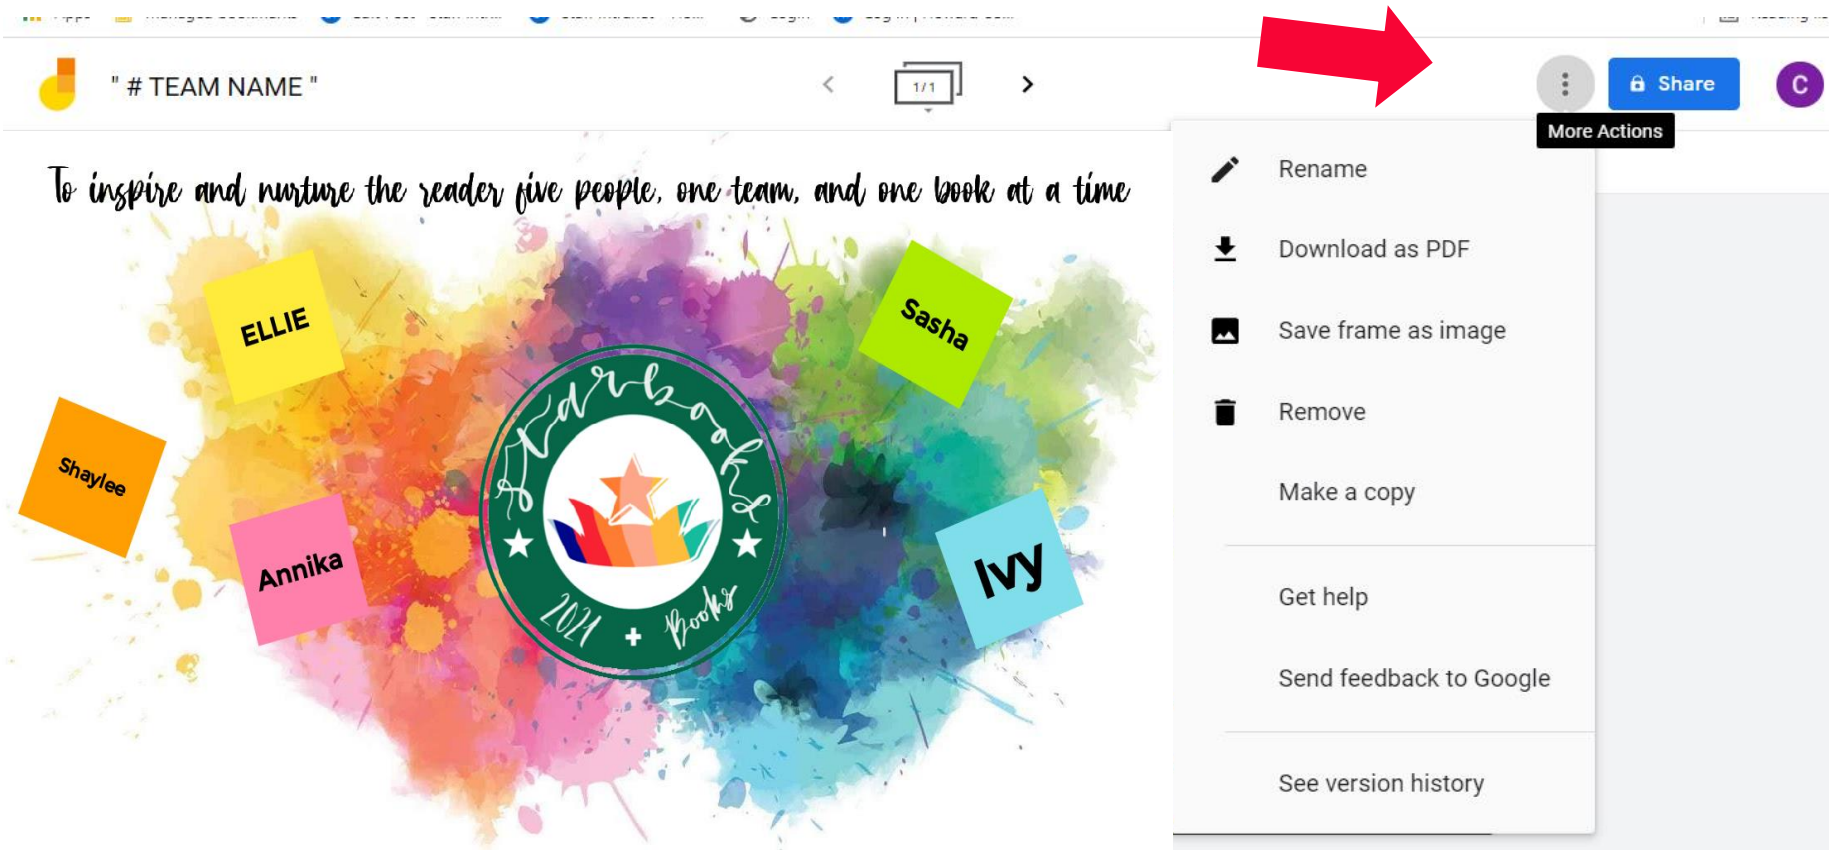 " # TEAM NAME "
1/1
Share
C
More Actions
To inspire and nurture the reader five people, one team, and one book at a time
Rename
Download as PDF
Save frame as image
Remove
Make a copy
Get help
Send feedback to Google
See version history
ELLIE
Sasha
Shaylee
Annika
Ivy
Starbooks
2021 + Books